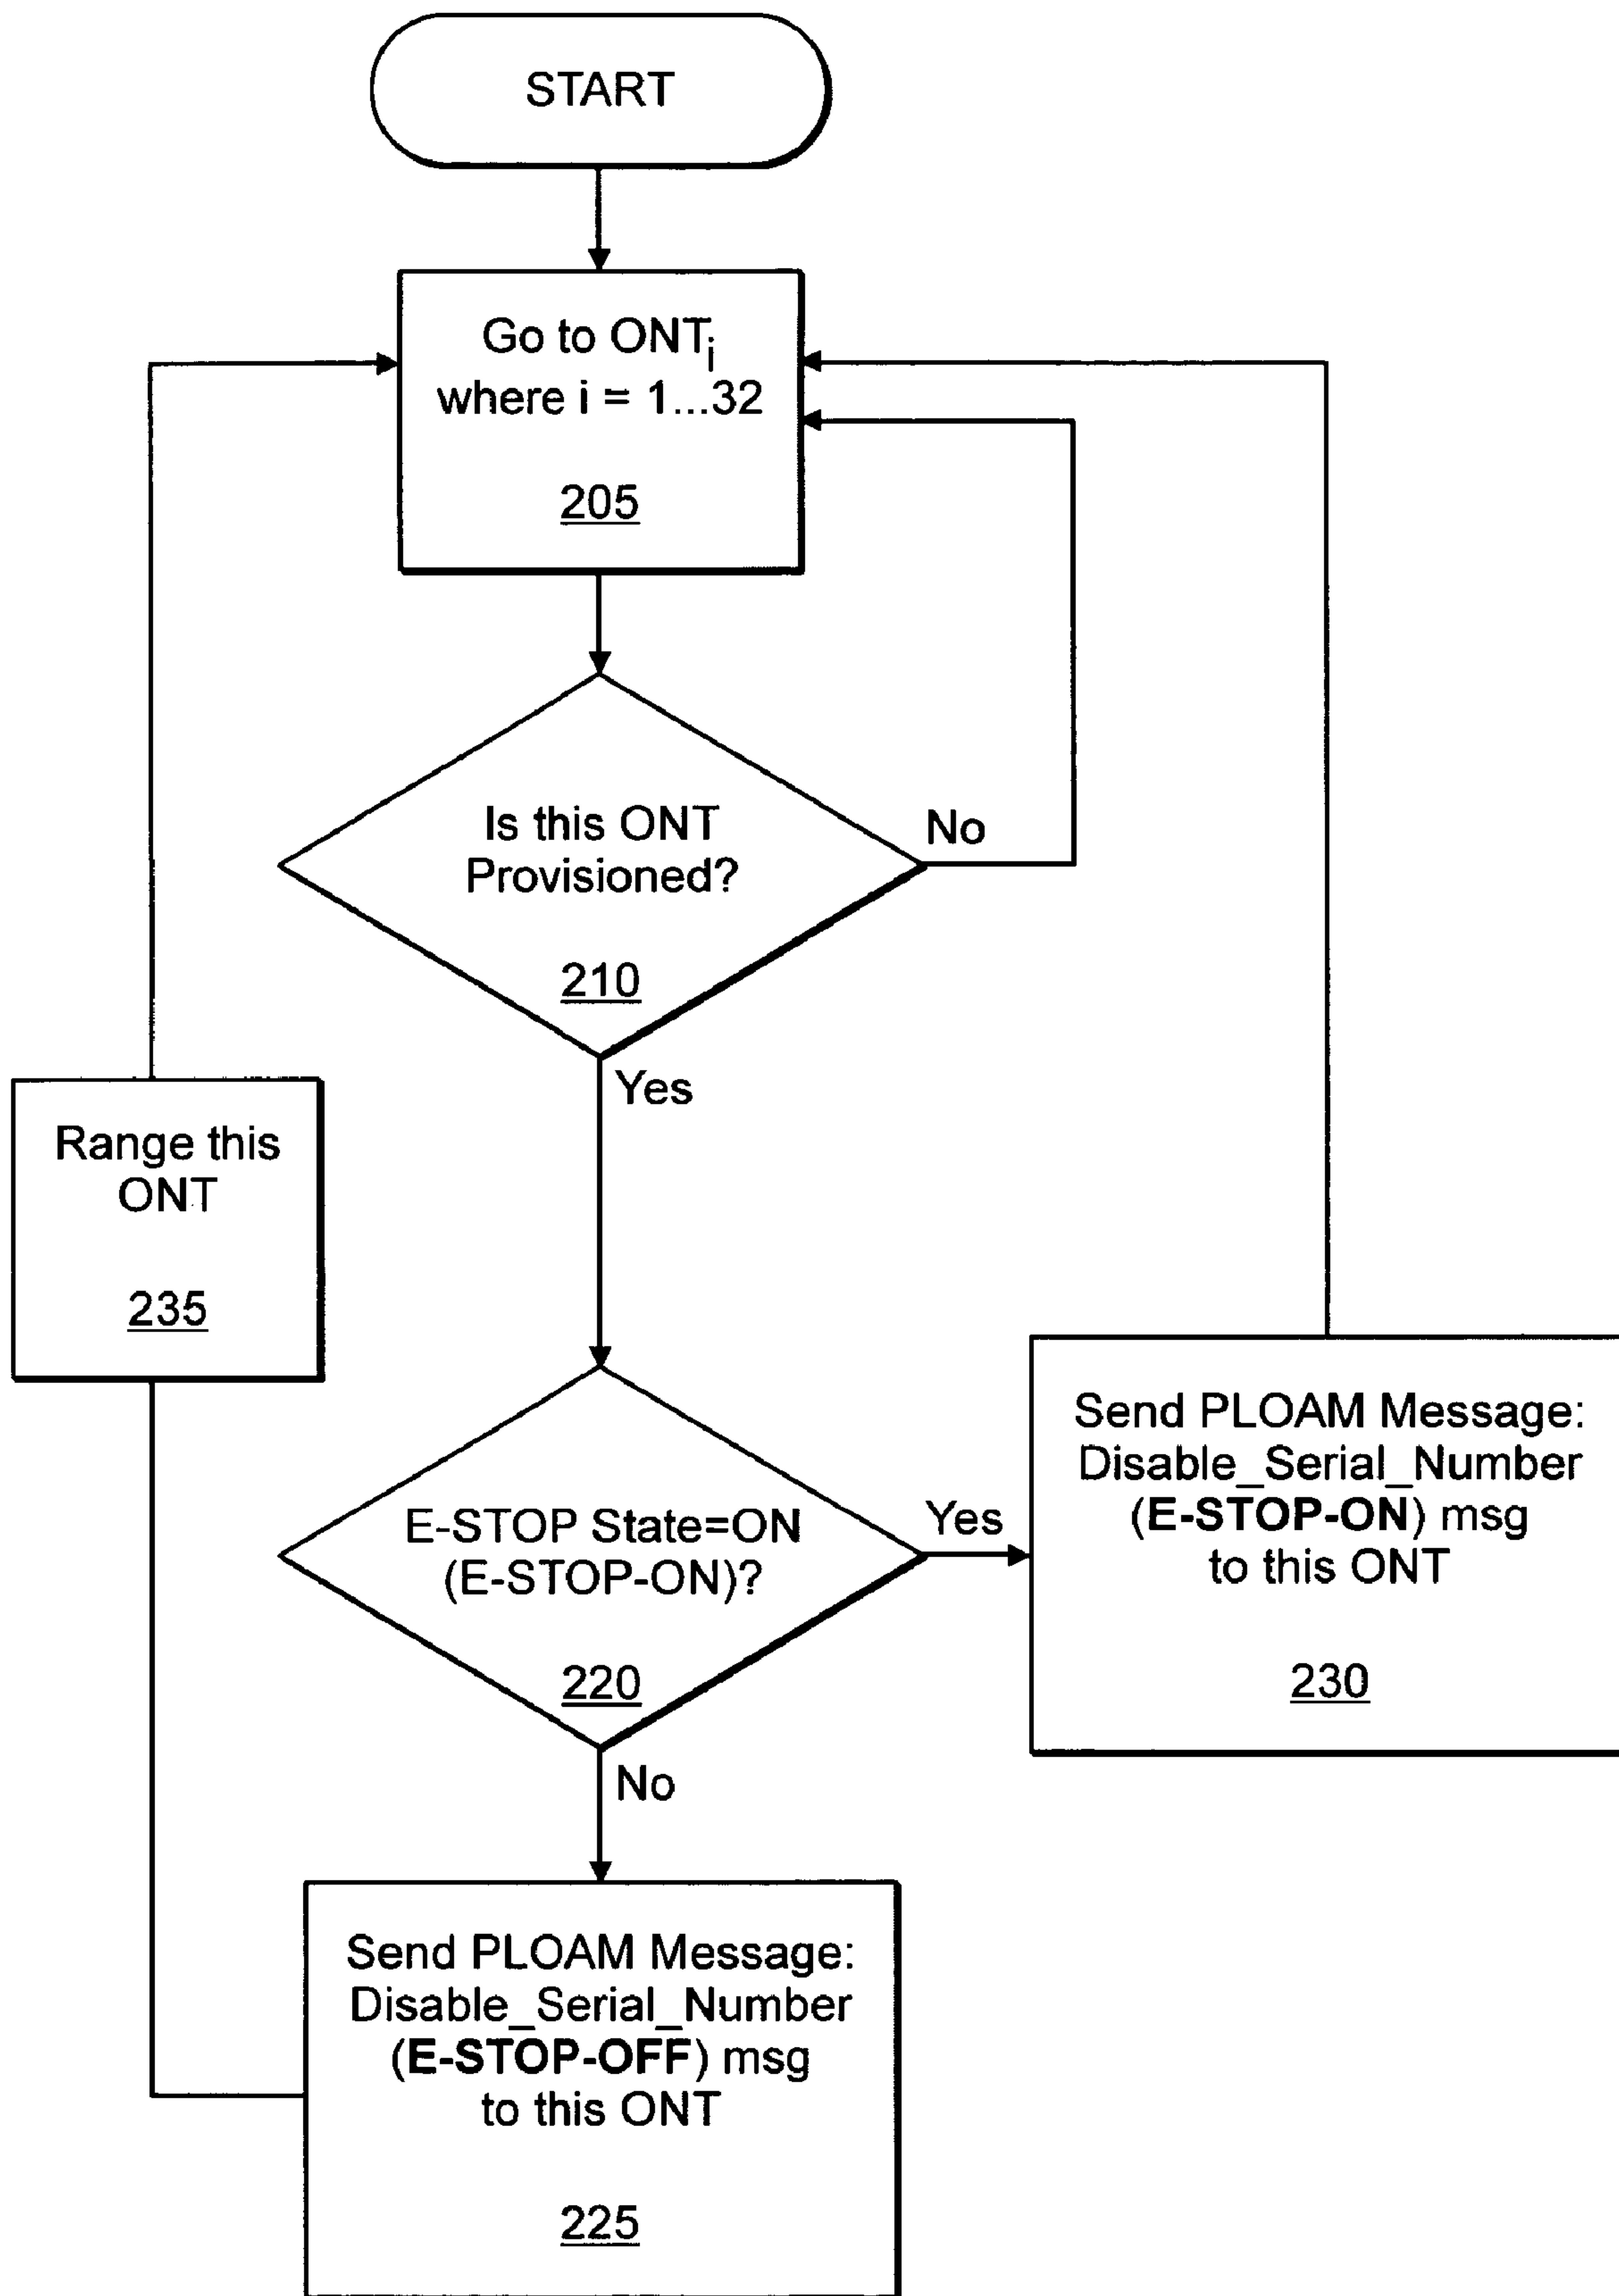 START
Go to ONTi
where i = 1...32
205
Is this ONT
Provisioned?
210
No
Yes
Range this
ONT
235
E-STOP State=ON
(E-STOP-ON)?
220
Yes
No
Send PLOAM Message:
Disable_Serial_Number
(E-STOP-ON) msg
to this ONT
230
Send PLOAM Message:
Disable_Serial_Number
(E-STOP-OFF) msg
to this ONT
225